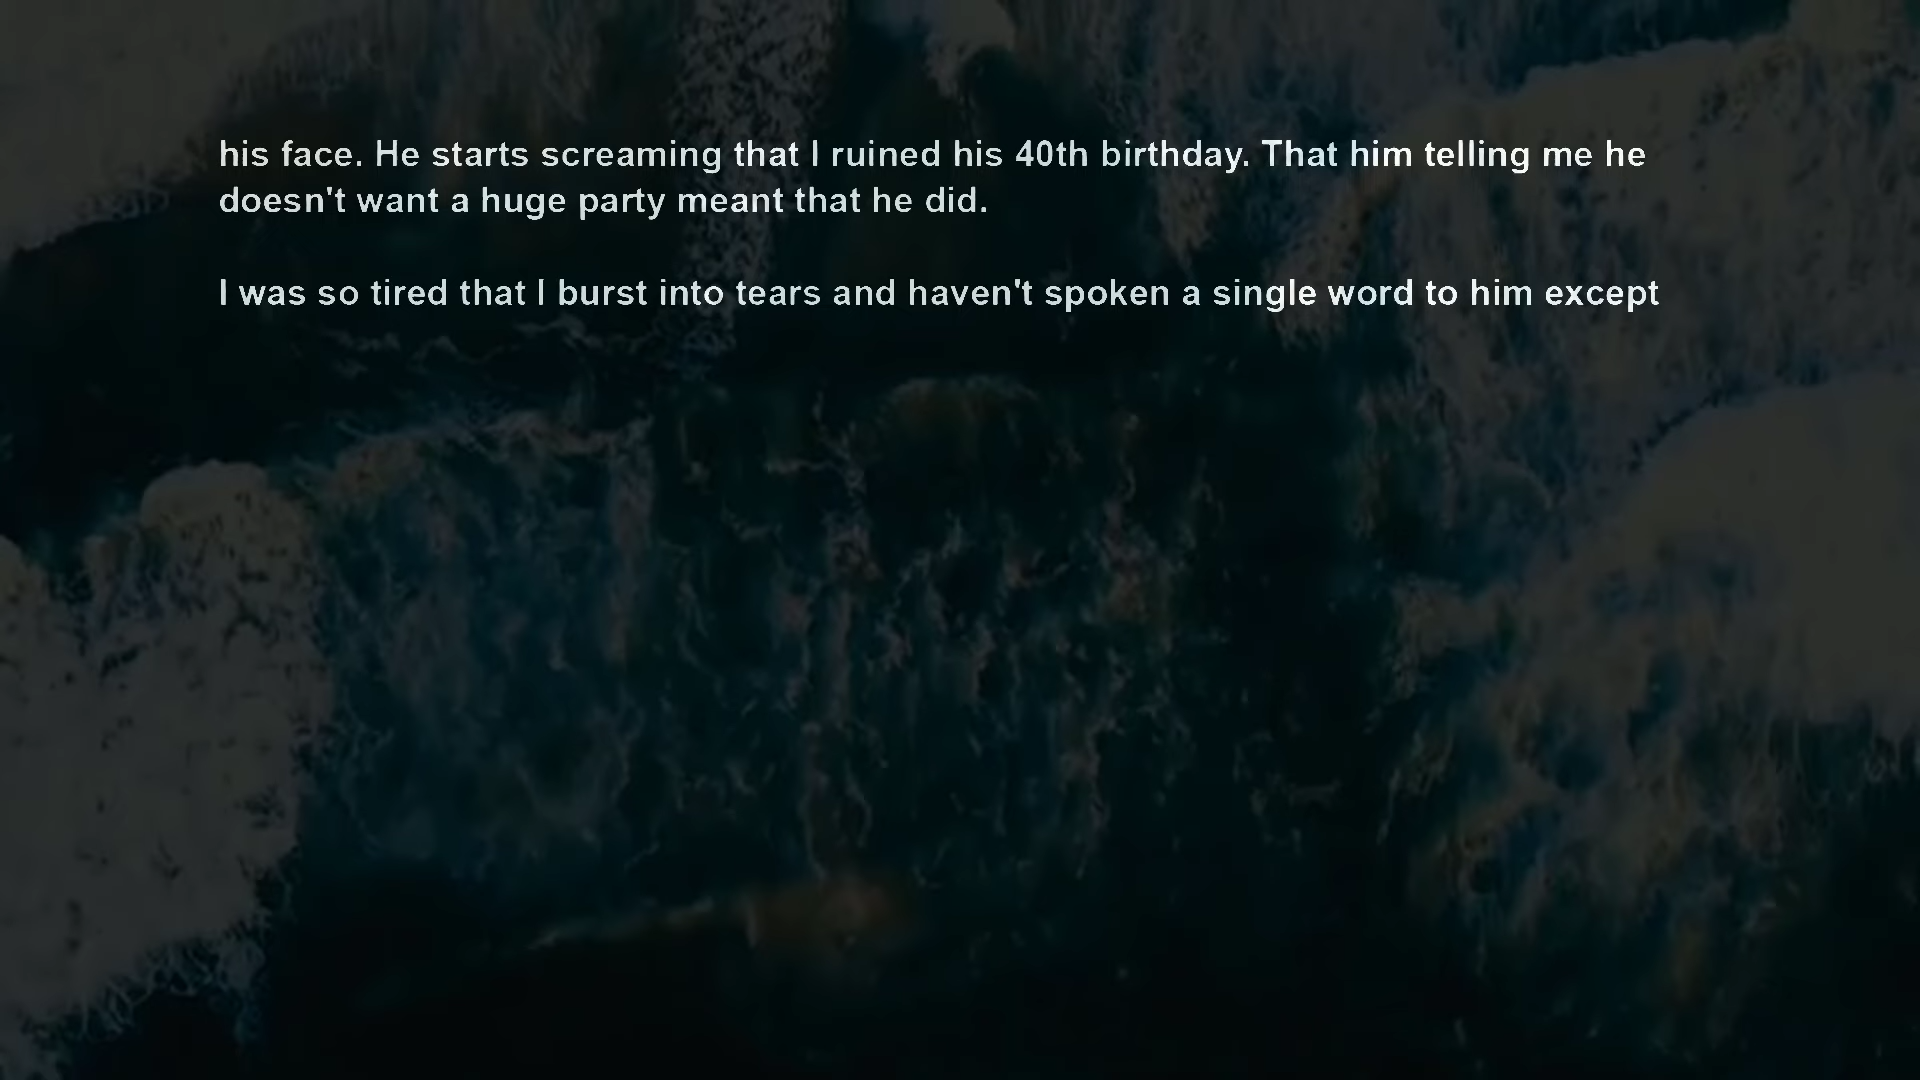 his face. He starts screaming that I ruined his 40th birthday. That him telling me he
doesn't want a huge party meant that he did.
I was so tired that I burst into tears and haven't spoken a single word to him except